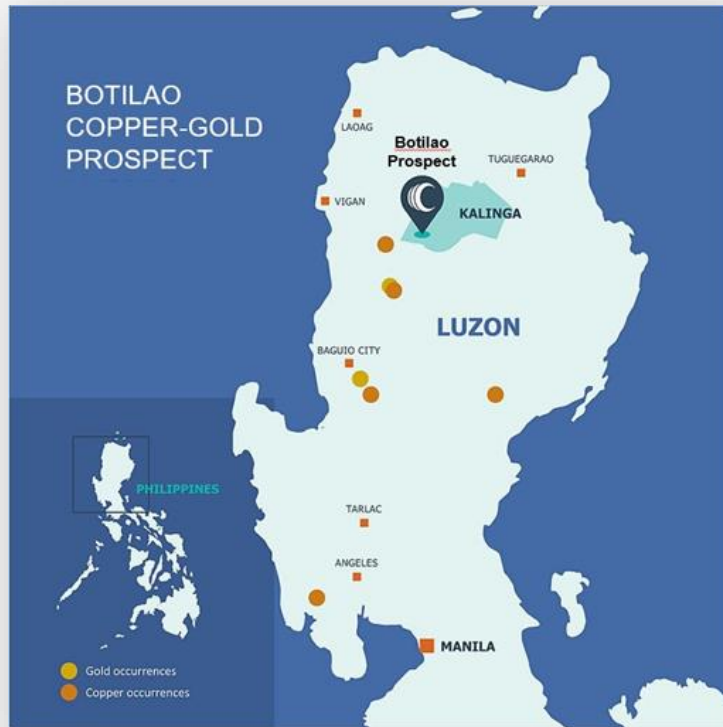 BOTILAO
COPPER-GOLD
PROSPECT
LAOAG
Botilao
Prospect
TUGUEGARAO
VIGAN
KALINGA
LUZON
BAGUIO CITY
PHILIPPINES
TARLAC
ANGELES
MANILA
Gold occurrences
Copper occurrences